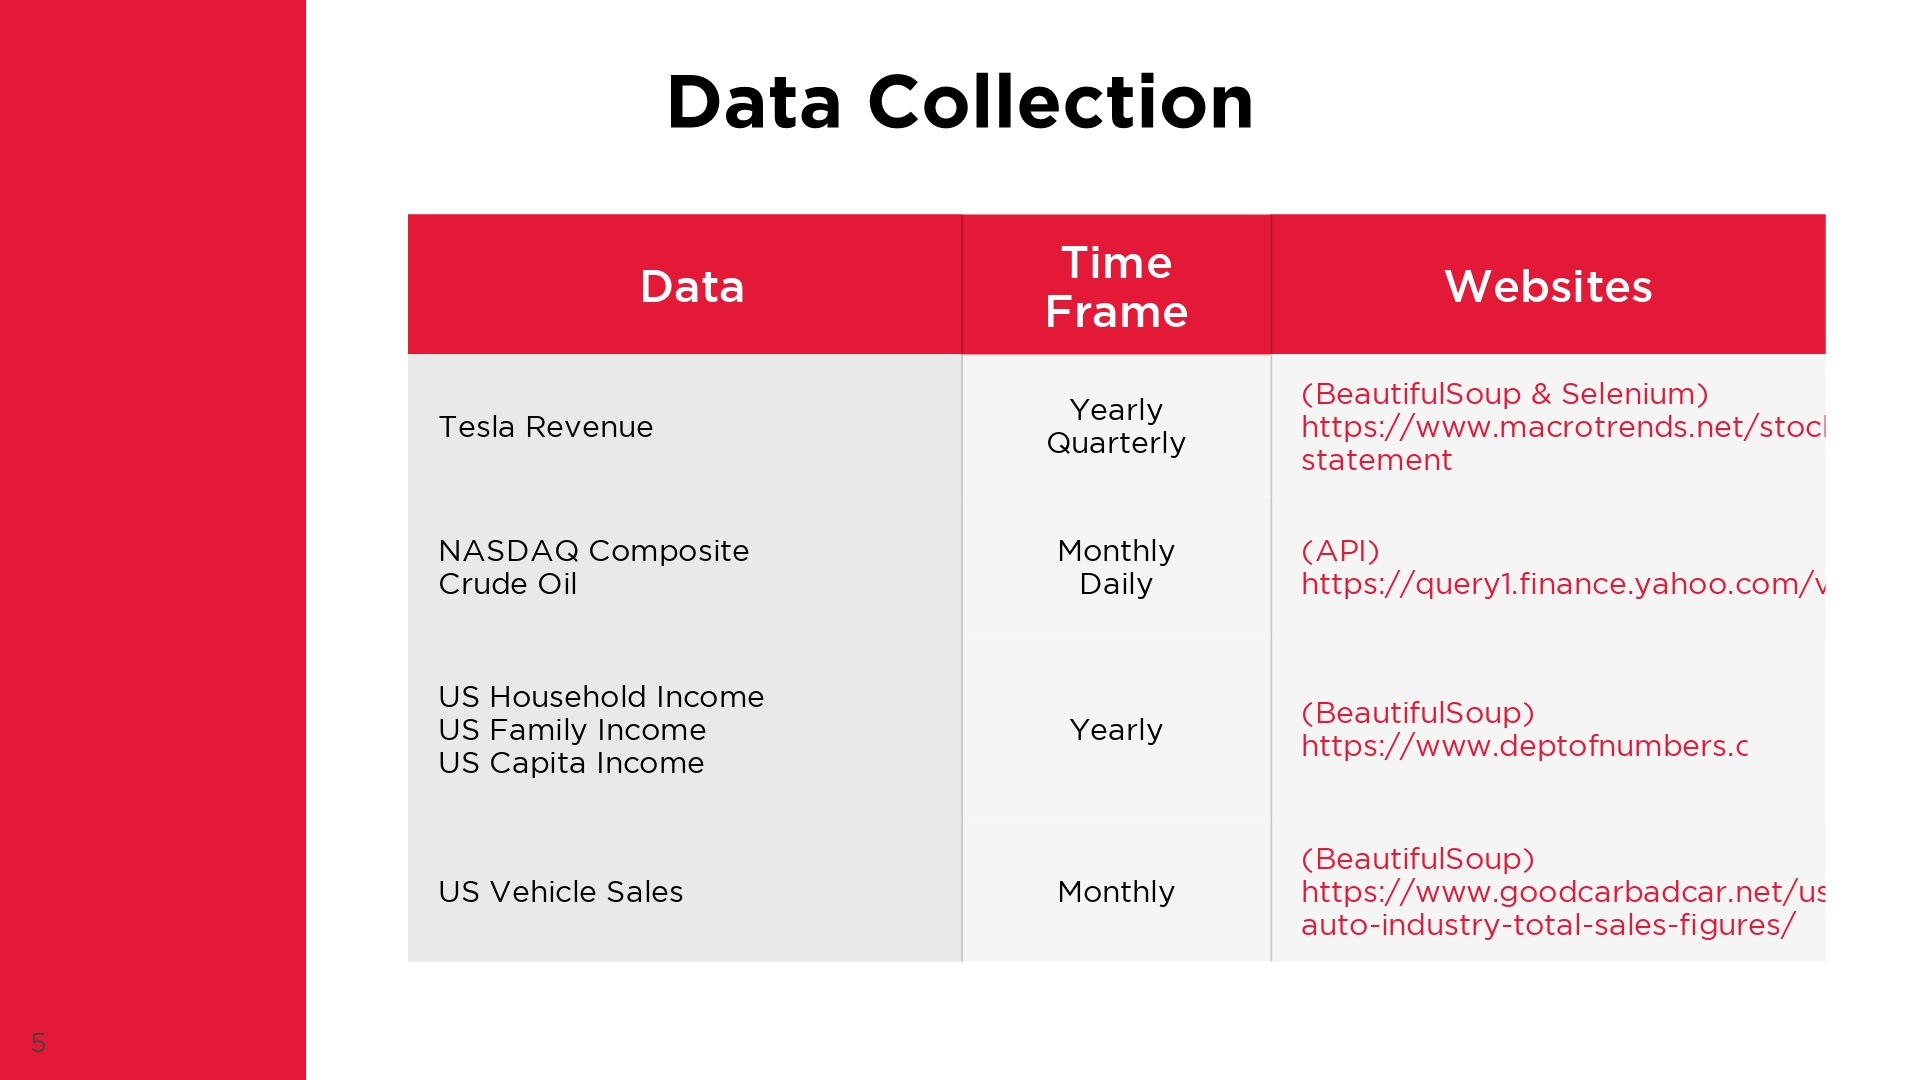 Data Collection
Data
Time
Frame
Websites
Tesla Revenue
Yearly
Quarterly
(BeautifulSoup & Selenium)
https://www.macrotrends.net/stoc
statement
NASDAQ Composite
Crude Oil
Monthly
Daily
(API)
https://query1.finance.yahoo.com/v
US Household Income
US Family Income
US Capita Income
Yearly
(BeautifulSoup)
https://www.deptofnumbers.c
US Vehicle Sales
Monthly
(BeautifulSoup)
https://www.goodcarbadcar.net/us
auto-industry-total-sales-figures/
5